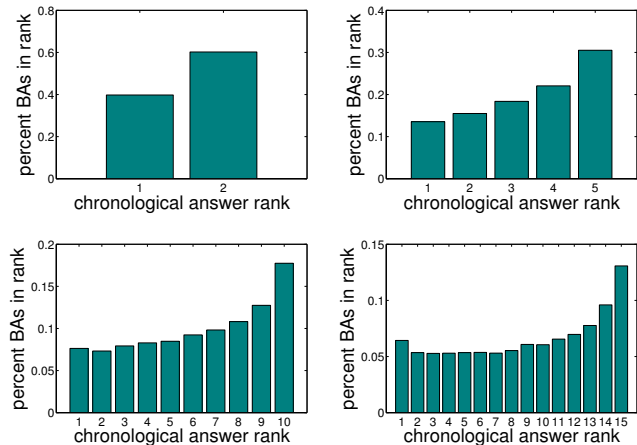 percent BAs in rank
0.8
0.6
0.4
0.2
0
1 2
chronological answer rank
percent BAs in rank
0.4
0.3
0.2
0.1
0
1 2 3 4 5
chronological answer rank
percent BAs in rank
0.2
0.15
0.1
0.05
0
1 2 3 4 5 6 7 8 9 10
chronological answer rank
percent BAs in rank
0.15
0.1
0.05
0
1 2 3 4 5 6 7 8 9 10 11 12 13 14 15
chronological answer rank